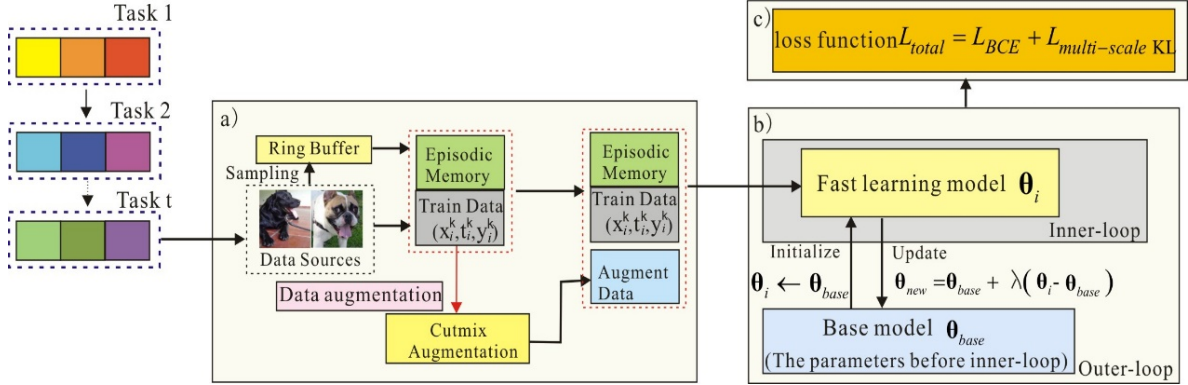 Task 1
Task 2
Task t
a)
Ring Buffer
Sampling
Data Sources
Episodic
Memory
Train Data
(x_i^k,t_i^k,y_i^k)
Data augmentation
Cutmix
Augmentation
Episodic
Memory
Train Data
(x_i^k,t_i^k,y_i^k)
Augment
Data
c)
loss function L_total = L_BCE + L_multi-scale KL
b)
Fast learning model θ_i
Inner-loop
Initialize
θ_i ← θ_base
Update
θ_new = θ_base + λ(θ_i - θ_base)
Base model θ_base
(The parameters before inner-loop)
Outer-loop